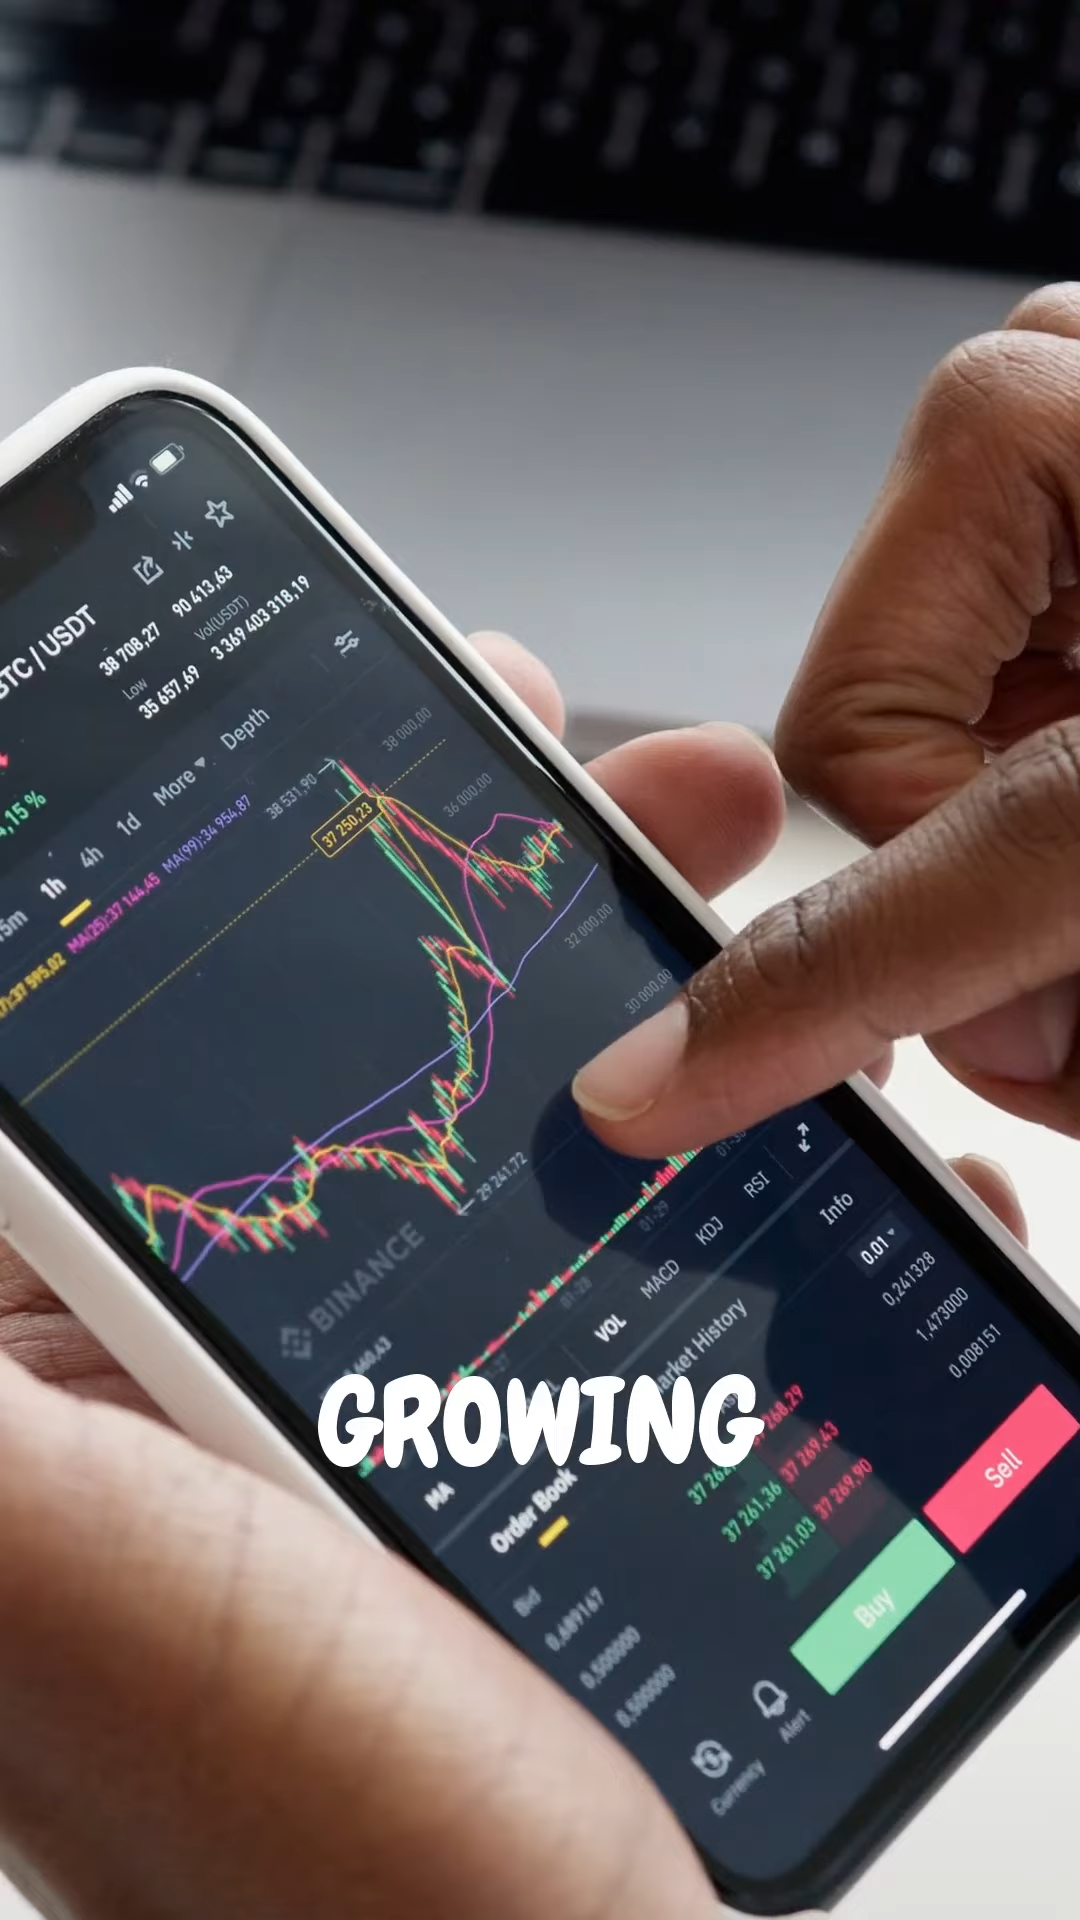 BTC / USDT
38 708,27
90 413,63
Low
Vol(USDT)
35 657,69
3 369 403 318,19
1h
4h
1d
More
Depth
MA(25):37 144,45
MA(99):34 954,87
38 531,90
37 250,23
38 000,00
36 000,00
32 000,00
30 000,00
29 241,72
BINANCE
01-29
MA
VOL
MACD
KDJ
RSI
Order Book
Market History
Info
0.01
Bid
0,689167
37 268,29
0,241328
0,500000
37 261,36
37 269,43
1,473000
0,500000
37 261,03
37 269,90
0,008151
Currency
Alert
Buy
Sell
GROWING